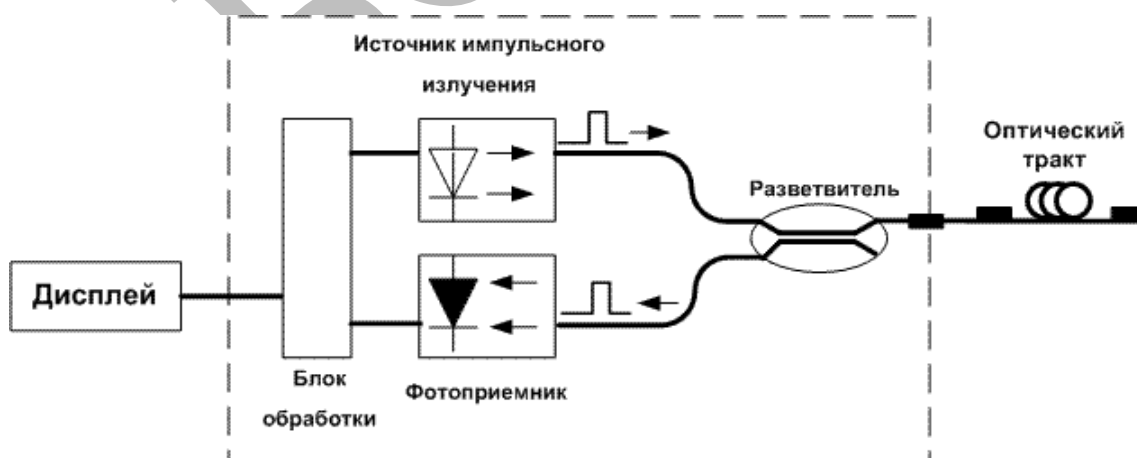 Источник импульсного
излучения
Оптический
тракт
Разветвитель
Дисплей
Блок
обработки
Фотоприемник